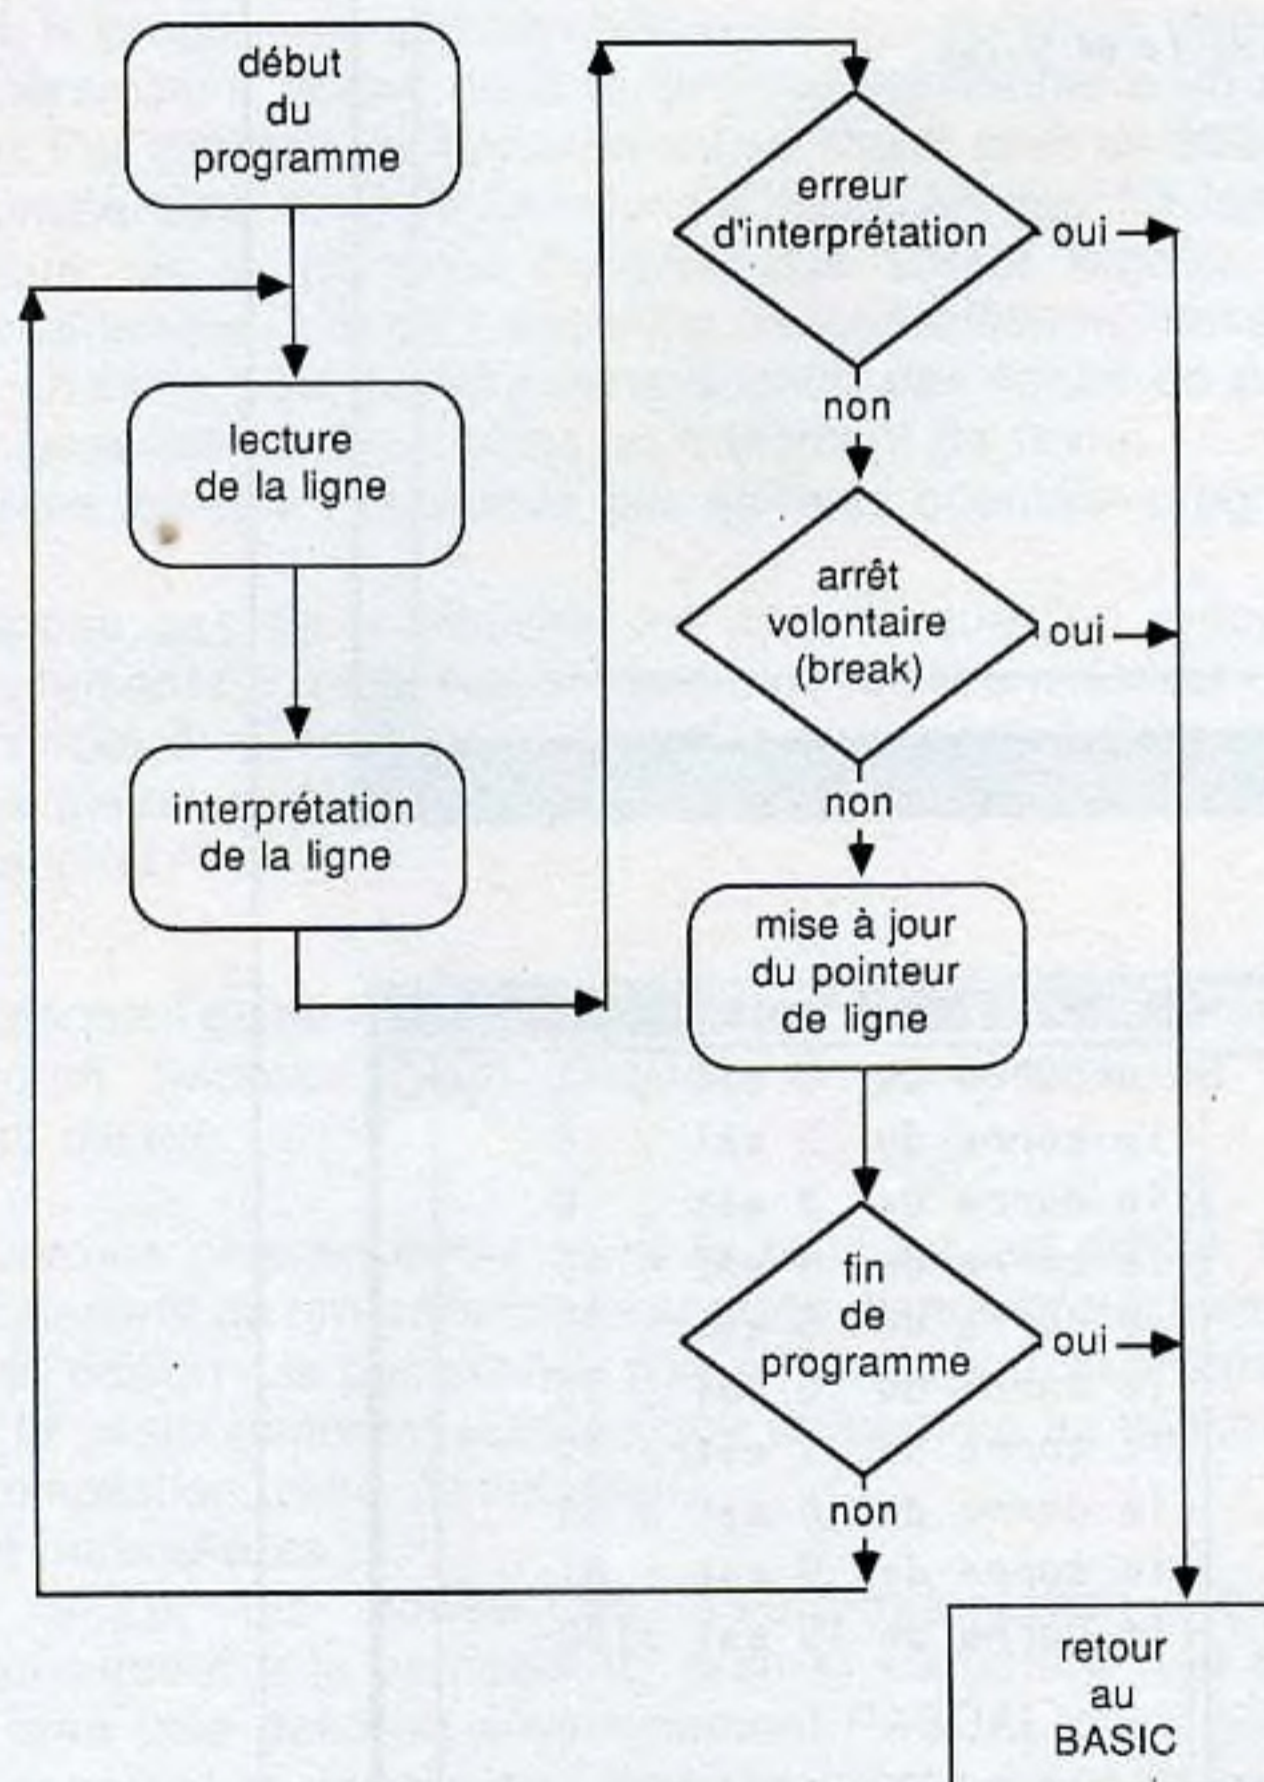 début
du
programme
lecture
de la ligne
interprétation
de la ligne
erreur
d'interprétation
oui
non
arrêt
volontaire
(break)
oui
non
mise à jour
du pointeur
de ligne
fin
de
programme
oui
non
retour
au
BASIC